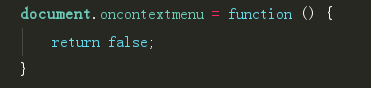 document.oncontextmenu = function () {
    return false;
}